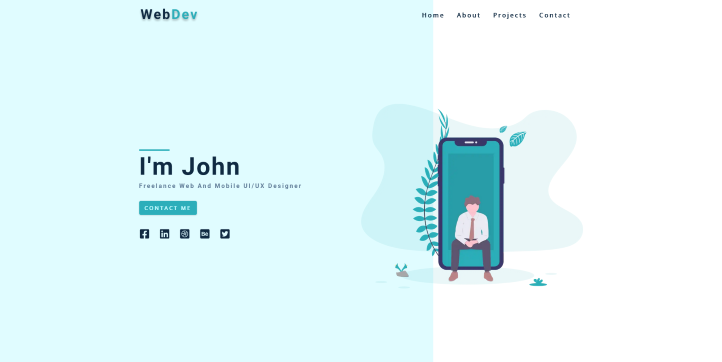 WebDev
Home About Projects Contact
I'm John
Freelance Web And Mobile UI/UX Designer
CONTACT ME